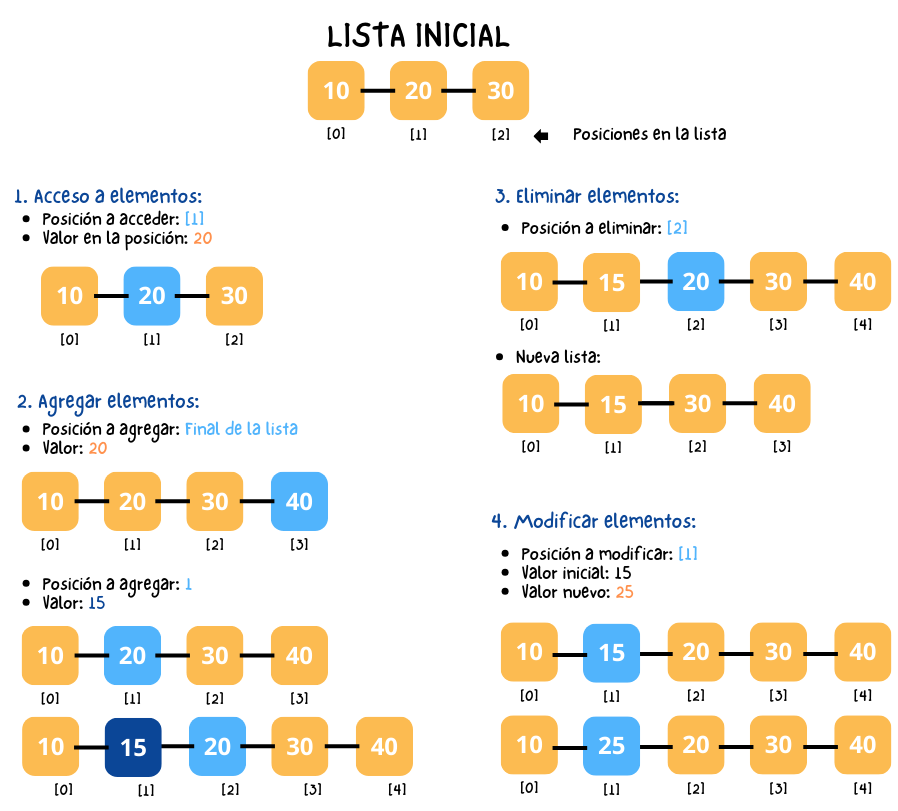 LISTA INICIAL
10 20 30
[0] [1] [2] Posiciones en la lista
1. Acceso a elementos:
• Posición a acceder: [1]
• Valor en la posición: 20
10 20 30
[0] [1] [2]
2. Agregar elementos:
• Posición a agregar: Final de la lista
• Valor: 20
10 20 30 40
[0] [1] [2] [3]
• Posición a agregar: 1
• Valor: 15
10 20 30 40
[0] [1] [2] [3]
10 15 20 30 40
[0] [1] [2] [3] [4]
3. Eliminar elementos:
• Posición a eliminar: [2]
10 15 20 30 40
[0] [1] [2] [3] [4]
• Nueva lista:
10 15 30 40
[0] [1] [2] [3]
4. Modificar elementos:
• Posición a modificar: [1]
• Valor inicial: 15
• Valor nuevo: 25
10 15 20 30 40
[0] [1] [2] [3] [4]
10 25 20 30 40
[0] [1] [2] [3] [4]